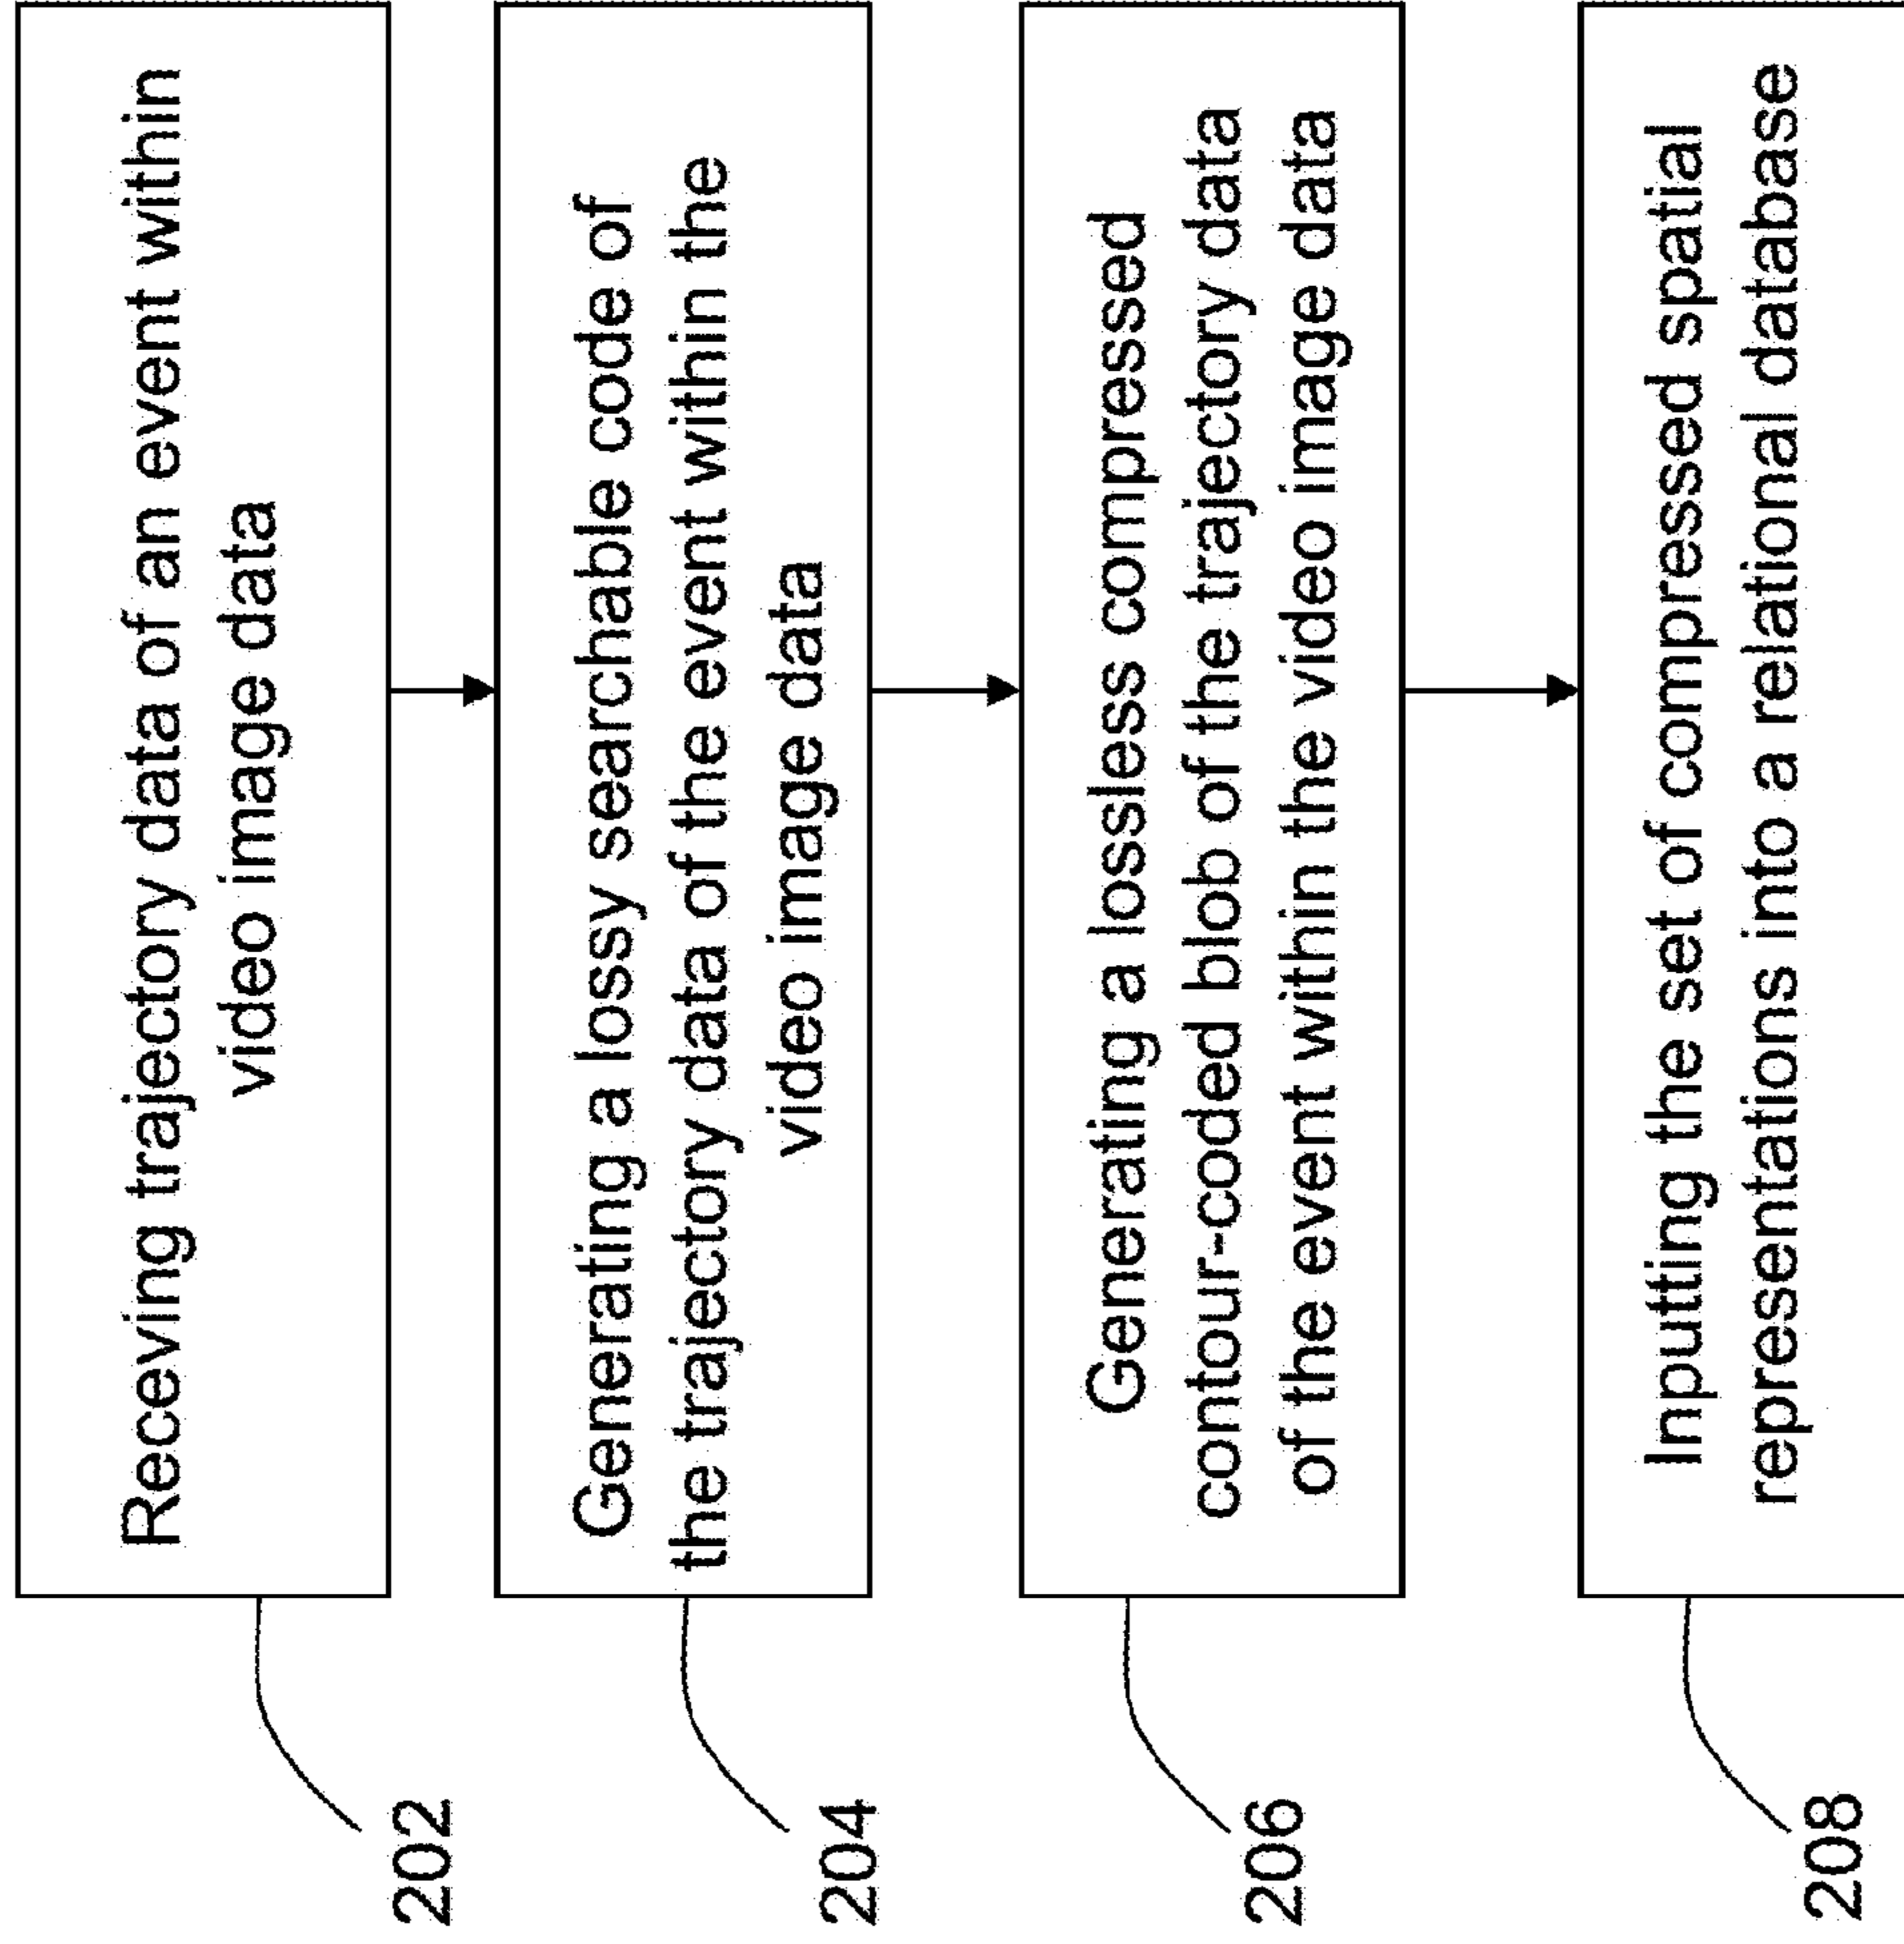 Receving trajectory data of an event within
video image data
202
Generating a lossy searchable code of
the trajectory data of the event within the
video image data
204
Generating a lossless compressed
contour-coded blob of the trajectory data
of the event within the video image data
206
Inputting the set of compressed spatial
representations into a relational database
208